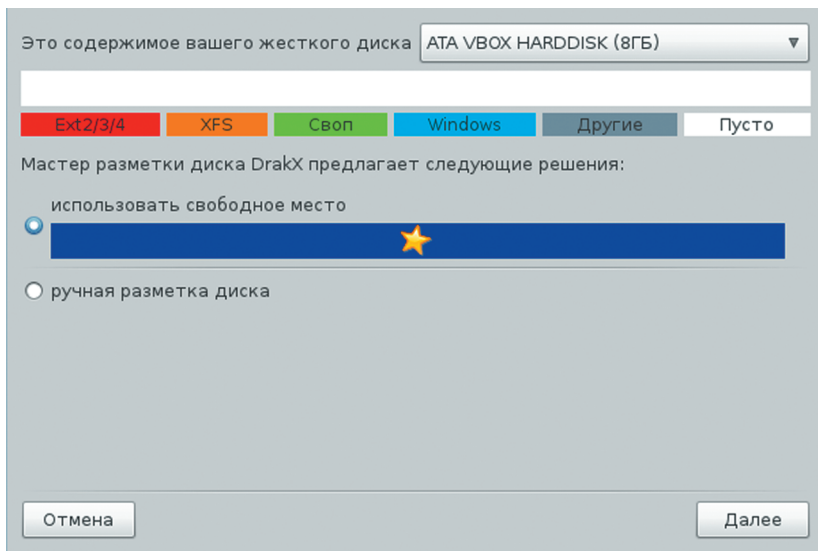 Это содержимое вашего жесткого диска ATA VBOX HARDDISK (8ГБ)
Ext2/3/4 XFS Своп Windows Другие Пусто
Мастер разметки диска DrakX предлагает следующие решения:
использовать свободное место
ручная разметка диска
Отмена Далее